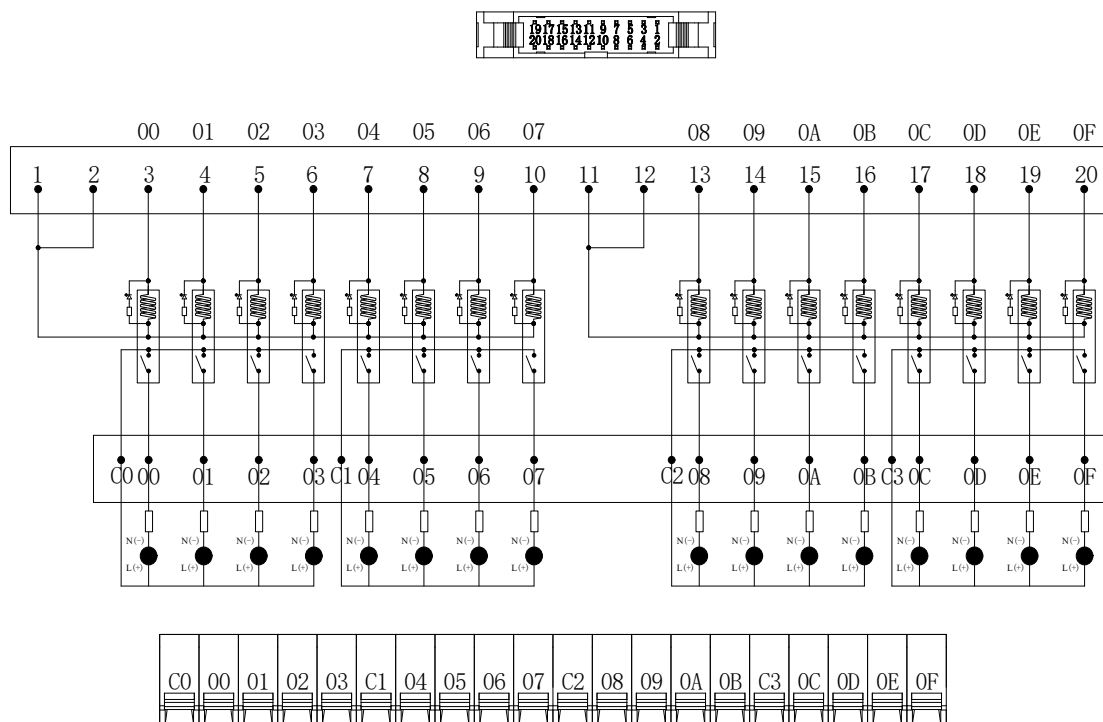 19 17 15 13 11 9 7 5 3 1
20 18 16 14 12 10 8 6 4 2
00 01 02 03 04 05 06 07 08 09 0A 0B 0C 0D 0E 0F
1 2 3 4 5 6 7 8 9 10 11 12 13 14 15 16 17 18 19 20
C0 00 01 02 03 C1 04 05 06 07 C2 08 09 0A 0B C3 0C 0D 0E 0F
N(-) N(-) N(-) N(-) N(-) N(-) N(-) N(-) N(-) N(-) N(-) N(-) N(-) N(-) N(-) N(-)
L(+) L(+) L(+) L(+) L(+) L(+) L(+) L(+) L(+) L(+) L(+) L(+) L(+) L(+) L(+) L(+)
C0 00 01 02 03 C1 04 05 06 07 C2 08 09 0A 0B C3 0C 0D 0E 0F